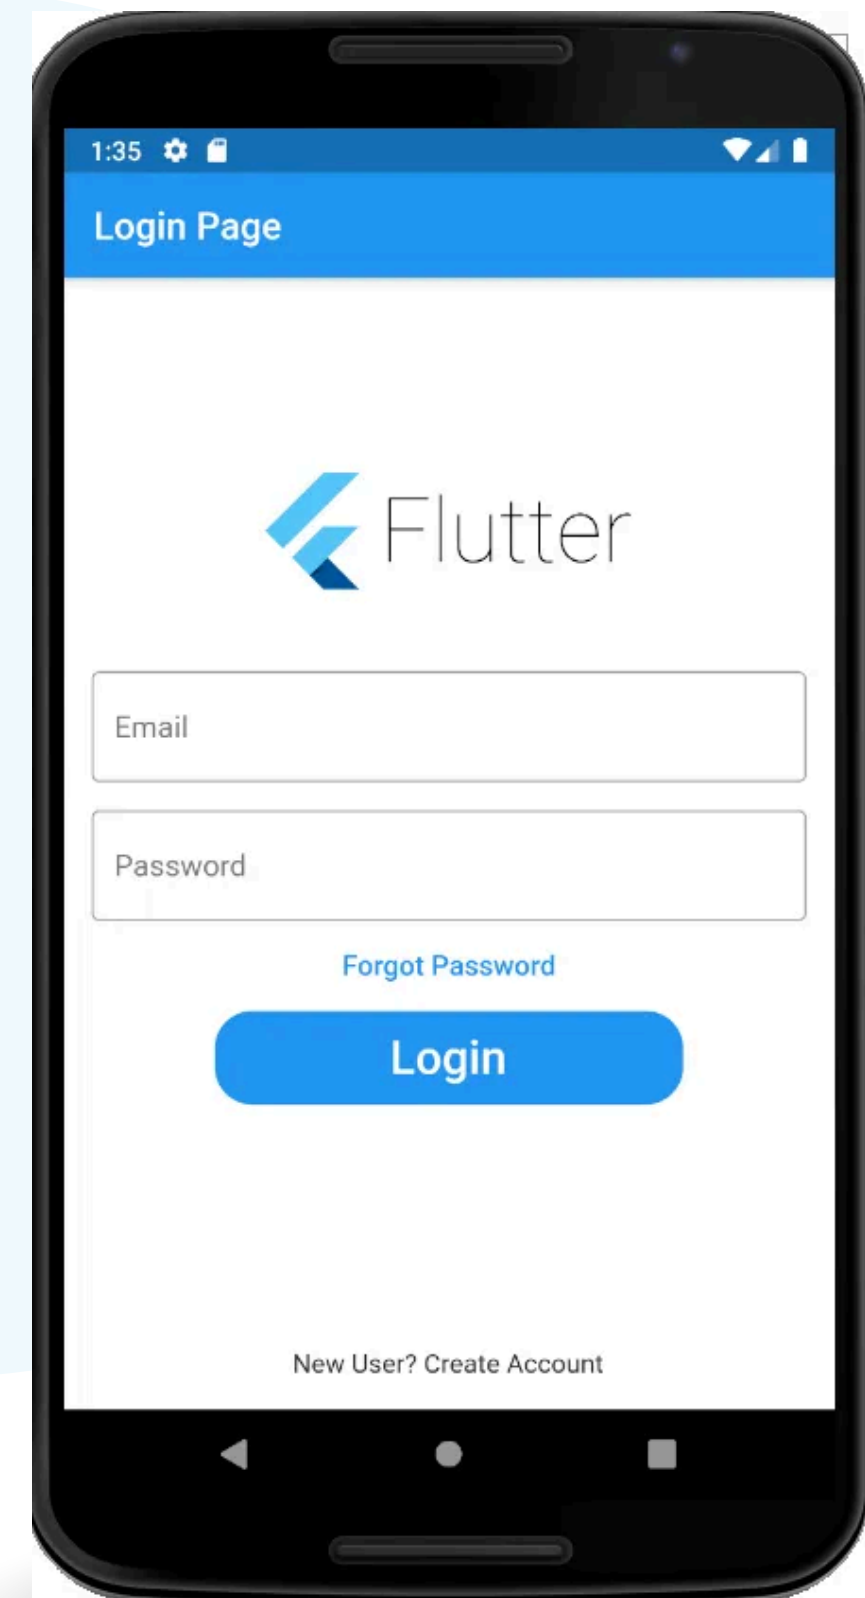 1:35
Login Page
Flutter
Email
Password
Forgot Password
Login
New User? Create Account